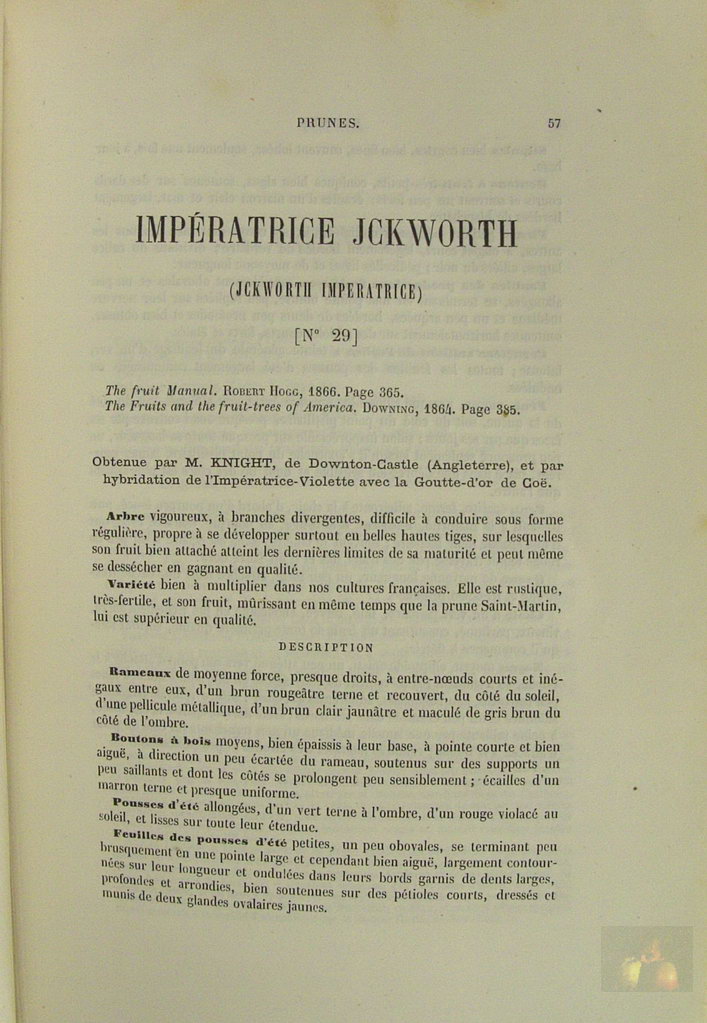 PRUNES. 57
IMPÉRATRICE JCKWORTH
(JCKWORTH IMPERATRICE)
[N° 29]
The fruit Manual. ROBERT HOGG, 1866. Page 365.
The Fruits and the fruit-trees of America. DOWNING, 1864. Page 385.
Obtenue par M. KNIGHT, de Downton-Castle (Angleterre), et par
hybridation de l'Impératrice-Violette avec la Goutte-d'or de Coë.
Arbre vigoureux, à branches divergentes, difficile à conduire sous forme
régulière, propre à se développer surtout en belles hautes tiges, sur lesquelles
son fruit bien attaché atteint les dernières limites de sa maturité et peut même
se dessécher en gagnant en qualité.
Variété bien à multiplier dans nos cultures françaises. Elle est rustique,
très-fertile, et son fruit, mûrissant en même temps que la prune Saint-Martin,
lui est supérieur en qualité.
DESCRIPTION
Rameaux de moyenne force, presque droits, à entre-nœuds courts et iné-
gaux entre eux, d'un brun rougeâtre terne et recouvert, du côté du soleil,
d'une pellicule métallique, d'un brun clair jaunâtre et maculé de gris brun du
côté de l'ombre.
Boutons à bois moyens, bien épaissis à leur base, à pointe courte et bien
aiguë, à direction un peu écartée du rameau, soutenus sur des supports un
peu saillants et dont les côtés se prolongent peu sensiblement ; écailles d'un
marron terne et presque uniforme.
Pousses d'été allongées, d'un vert terne à l'ombre, d'un rouge violacé au
soleil, et lisses sur toute leur étendue.
Feuilles des pousses d'été petites, un peu obovales, se terminant peu
brusquement en une pointe large et cependant bien aiguë, largement contour-
nées sur leur longueur et ondulées dans leurs bords garnis de dents larges,
profondes et arrondies, bien soutenues sur des pétioles courts, dressés et
munis de deux glandes ovalaires jaunes.